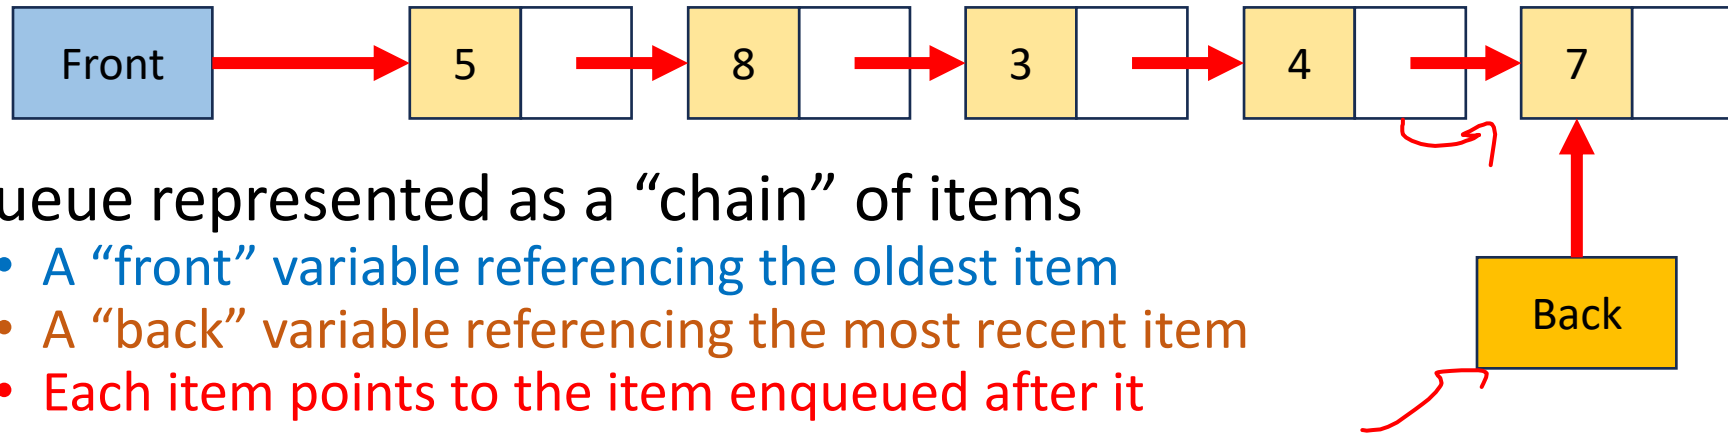 Front 5 8 3 4 7
ueue represented as a “chain” of items
• A “front” variable referencing the oldest item
• A “back” variable referencing the most recent item
Back
• Each item points to the item enqueued after it